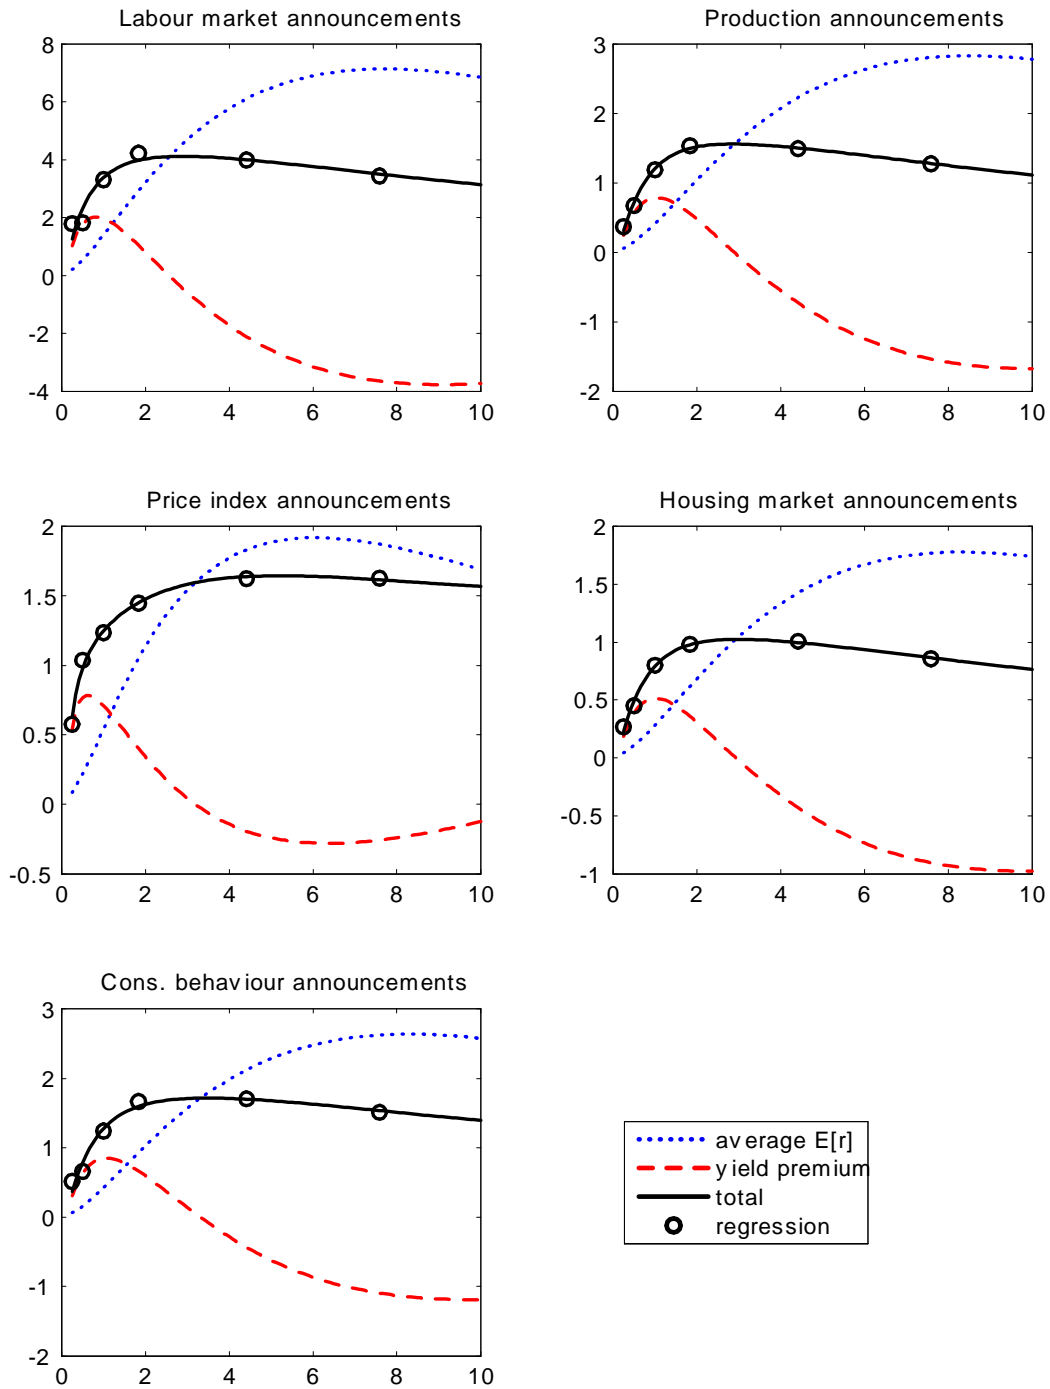 Labour market announcements
8
6
4
2
0
-2
-4
0 2 4 6 8 10
Production announcements
3
2
1
0
-1
-2
0 2 4 6 8 10
Price index announcements
2
1.5
1
0.5
0
-0.5
0 2 4 6 8 10
Housing market announcements
2
1.5
1
0.5
0
-0.5
-1
0 2 4 6 8 10
Cons. behaviour announcements
3
2
1
0
-1
-2
0 2 4 6 8 10
average E[r]
yield premium
total
regression